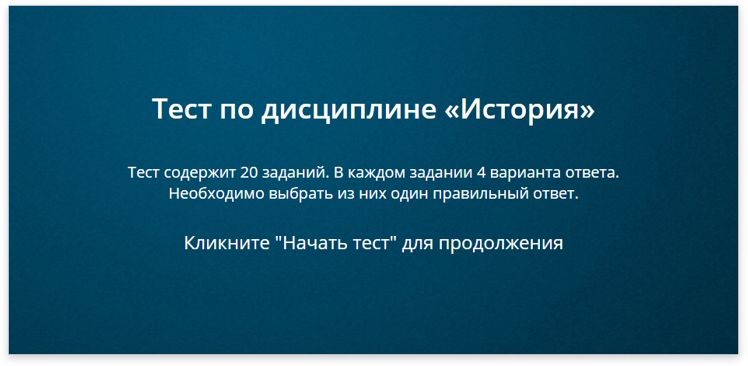 Тест по дисциплине «История»
Тест содержит 20 заданий. В каждом задании 4 варианта ответа.
Необходимо выбрать из них один правильный ответ.
Кликните "Начать тест" для продолжения